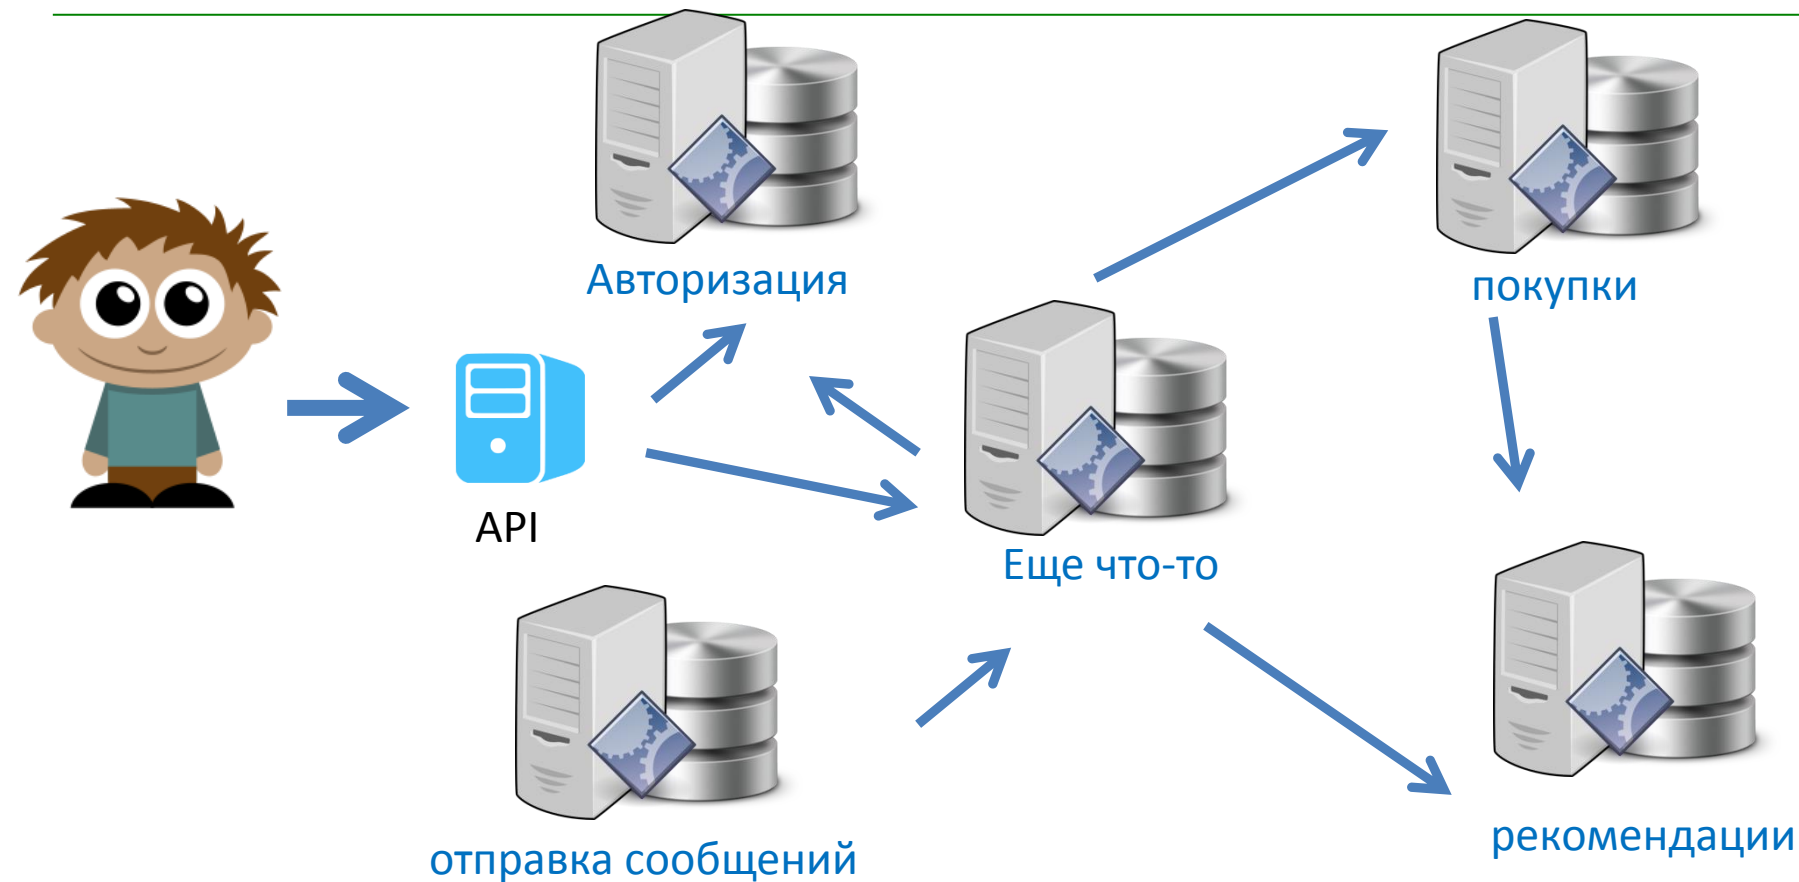 Авторизация
покупки
API
Еще что-то
рекомендации
отправка сообщений